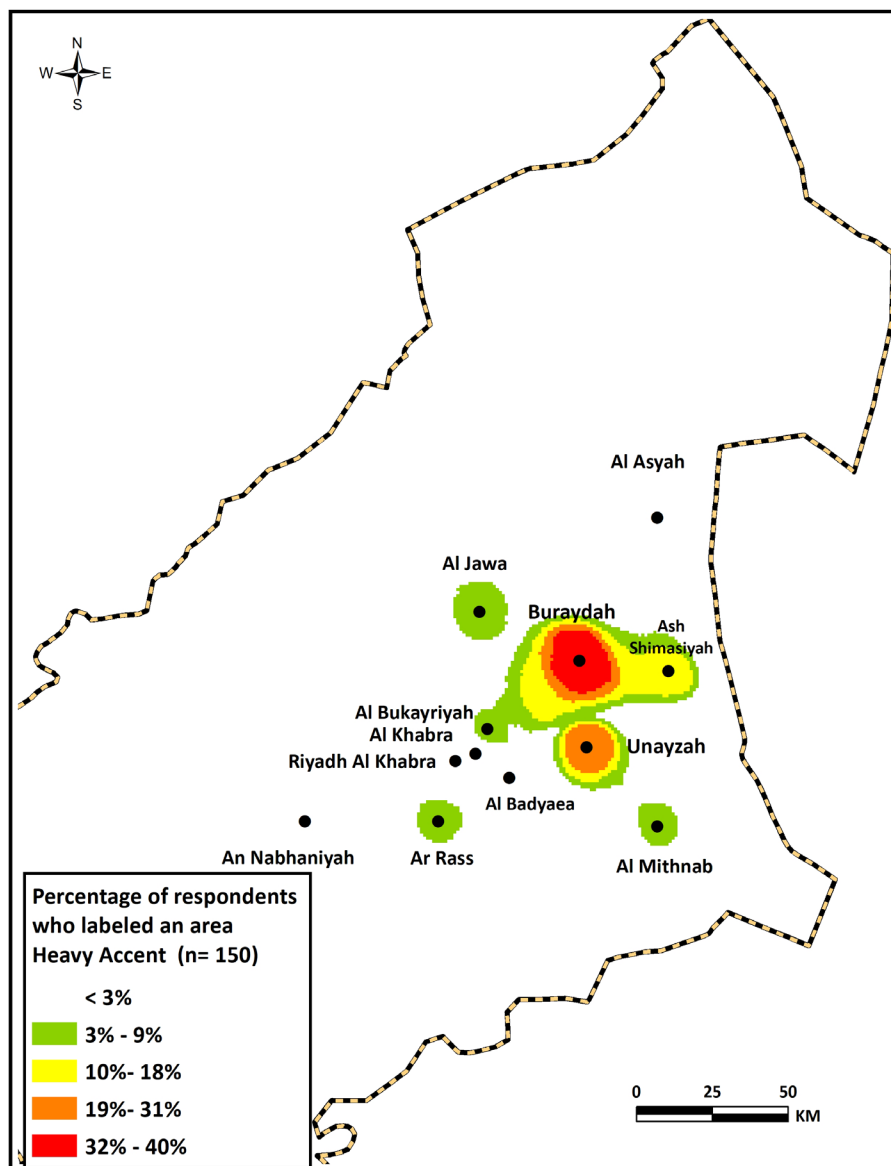 N
W E
S
Al Asyah
Al Jawa
Buraydah
Ash
Shimasiyah
Al Bukayriyah
Al Khabra
Unayzah
Riyadh Al Khabra
Al Badyaea
An Nabhaniyah
Ar Rass
Al Mithnab
Percentage of respondents
who labeled an area
Heavy Accent (n= 150)
< 3%
3% - 9%
10%- 18%
19%- 31%
32% - 40%
0 25 50
KM